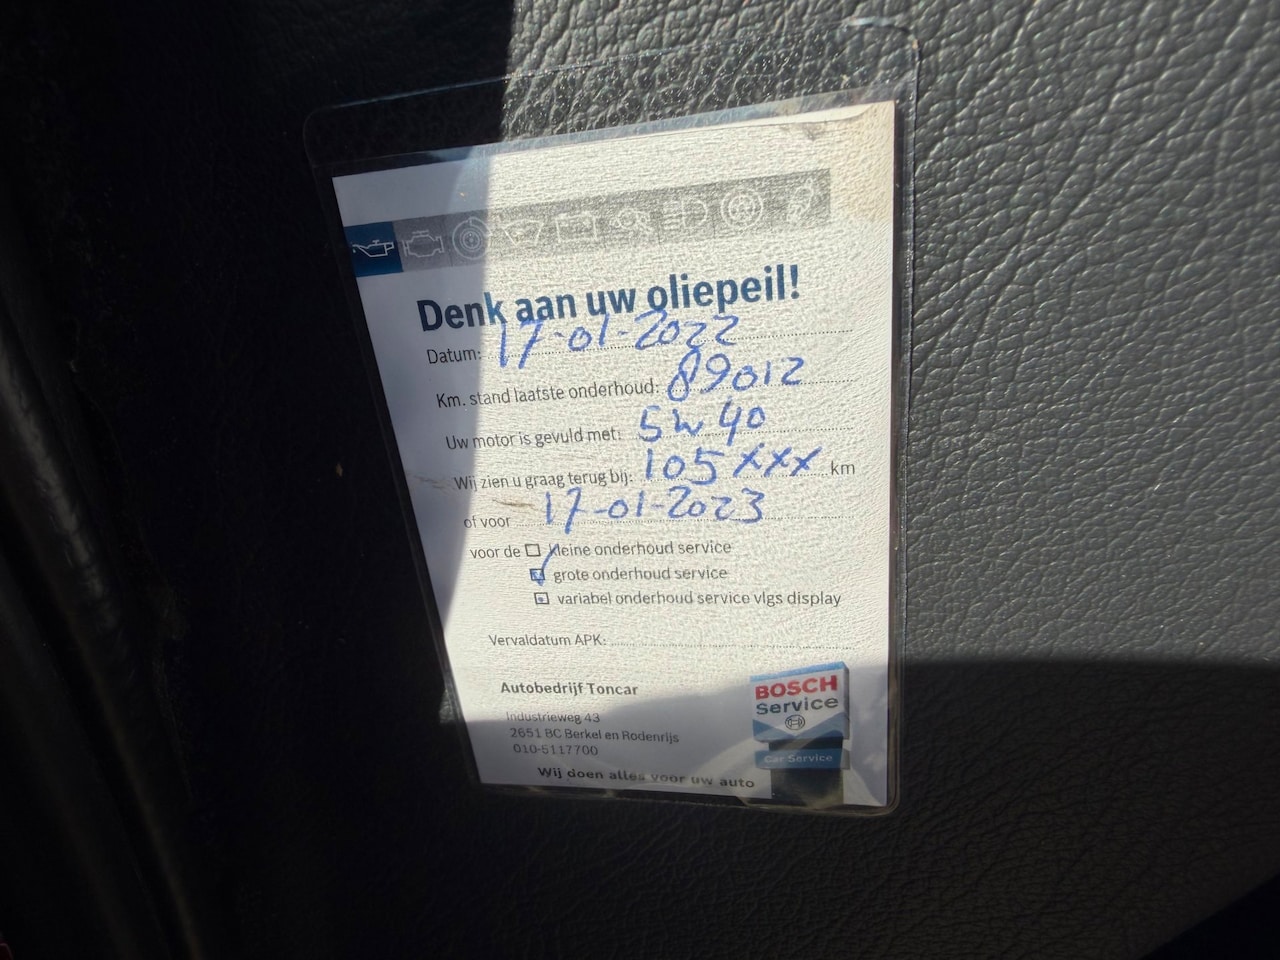 Denk aan uw oliepeil!
Datum: 17-01-2022
Km. stand laatste onderhoud: 89012
Uw motor is gevuld met: 5w40
Wij zien u graag terug bij: 105xxx km
of voor 17-01-2023
voor de kleine onderhoud service
grote onderhoud service
variabel onderhoud service vlgs display
Vervaldatum APK:
Autobedrijf Toncar
Industrieweg 43
2651 BC Berkel en Rodenrijs
010-5117700
Wij doen alles voor uw auto
BOSCH
Service
Car Service